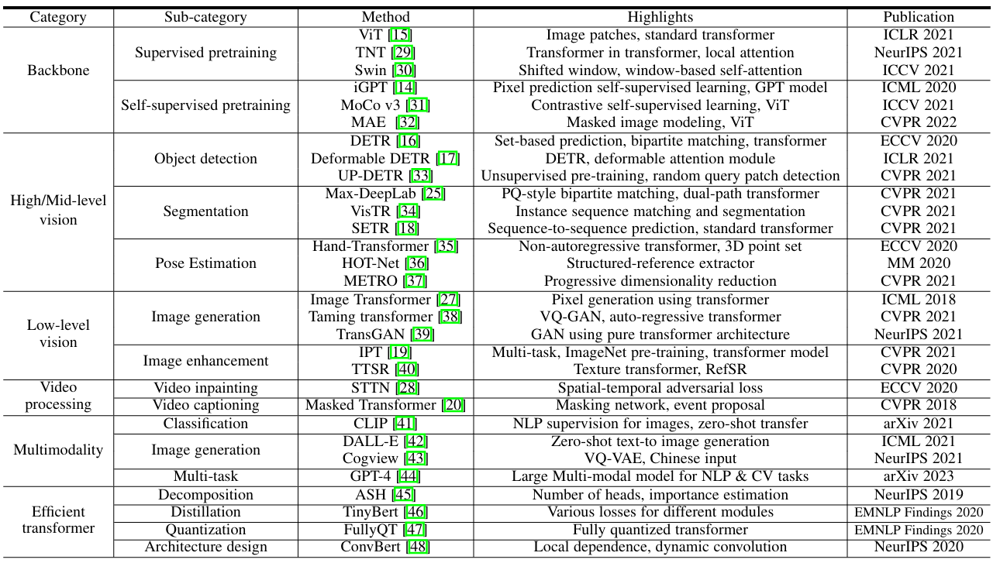 Category Sub-category Method Highlights Publication
Backbone
Supervised pretraining
ViT [15] Image patches, standard transformer ICLR 2021
TNT [29] Transformer in transformer, local attention NeurIPS 2021
Swin [30] Shifted window, window-based self-attention ICCV 2021
Self-supervised pretraining
iGPT [14] Pixel prediction self-supervised learning, GPT model ICML 2020
MoCo v3 [31] Contrastive self-supervised learning, ViT ICCV 2021
MAE [32] Masked image modeling, ViT CVPR 2022
High/Mid-level
vision
Object detection
DETR [16] Set-based prediction, bipartite matching, transformer ECCV 2020
Deformable DETR [17] DETR, deformable attention module ICLR 2021
UP-DETR [33] Unsupervised pre-training, random query patch detection CVPR 2021
Segmentation
Max-DeepLab [25] PQ-style bipartite matching, dual-path transformer CVPR 2021
VisTR [34] Instance sequence matching and segmentation CVPR 2021
SETR [18] Sequence-to-sequence prediction, standard transformer CVPR 2021
Pose Estimation
Hand-Transformer [35] Non-autoregressive transformer, 3D point set ECCV 2020
HOT-Net [36] Structured-reference extractor MM 2020
METRO [37] Progressive dimensionality reduction CVPR 2021
Low-level
vision
Image generation
Image Transformer [27] Pixel generation using transformer ICML 2018
Taming transformer [38] VQ-GAN, auto-regressive transformer CVPR 2021
TransGAN [39] GAN using pure transformer architecture NeurIPS 2021
Image enhancement
IPT [19] Multi-task, ImageNet pre-training, transformer model CVPR 2021
TTSR [40] Texture transformer, RefSR CVPR 2020
Video
processing
Video inpainting STTN [28] Spatial-temporal adversarial loss ECCV 2020
Video captioning Masked Transformer [20] Masking network, event proposal CVPR 2018
Multimodality
Classification CLIP [41] NLP supervision for images, zero-shot transfer arXiv 2021
Image generation
DALL-E [42] Zero-shot text-to image generation ICML 2021
Cogview [43] VQ-VAE, Chinese input NeurIPS 2021
Multi-task GPT-4 [44] Large Multi-modal model for NLP & CV tasks arXiv 2023
Efficient
transformer
Decomposition ASH [45] Number of heads, importance estimation NeurIPS 2019
Distillation TinyBert [46] Various losses for different modules EMNLP Findings 2020
Quantization FullyQT [47] Fully quantized transformer EMNLP Findings 2020
Architecture design ConvBert [48] Local dependence, dynamic convolution NeurIPS 2020